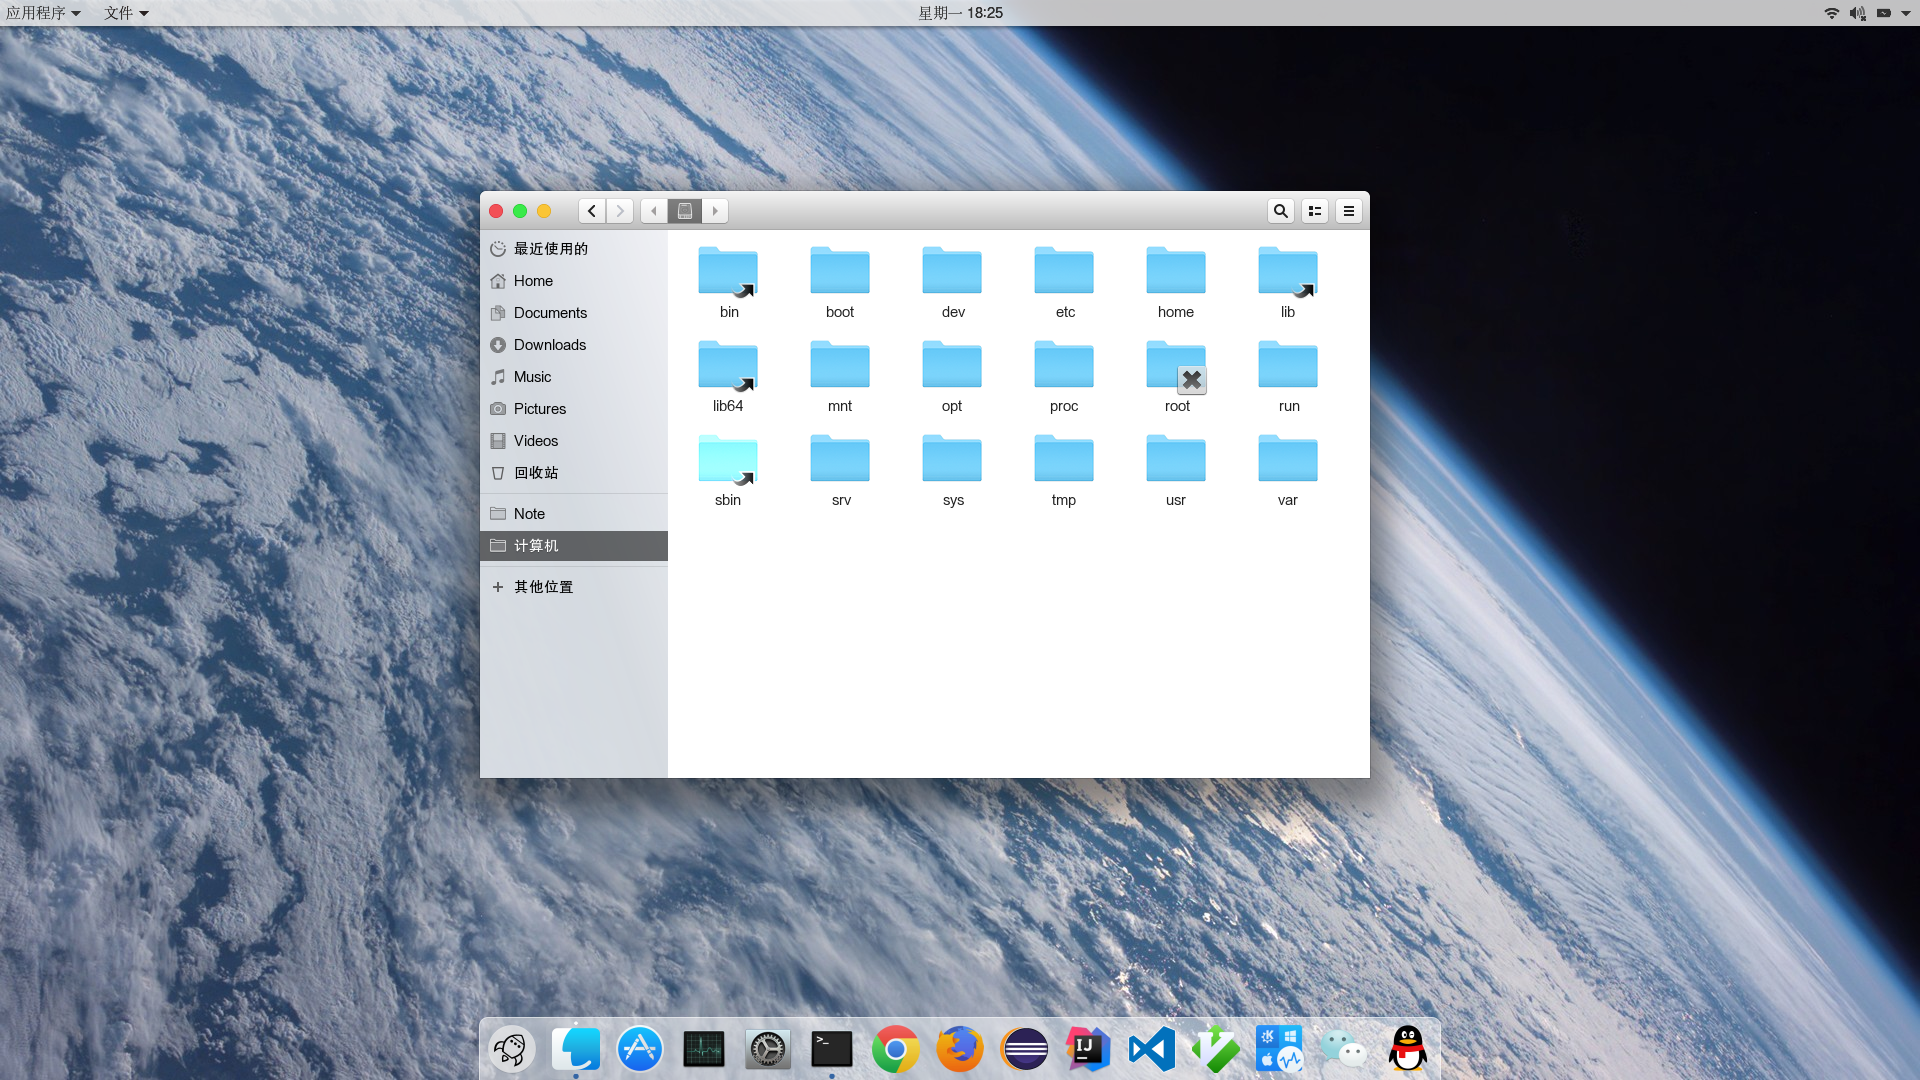 应用程序 文件 星期一 18:25
最近使用的
Home
Documents
Downloads
Music
Pictures
Videos
回收站
Note
计算机
其他位置
bin boot dev etc home lib
lib64 mnt opt proc root run
sbin srv sys tmp usr var
>_
IJ